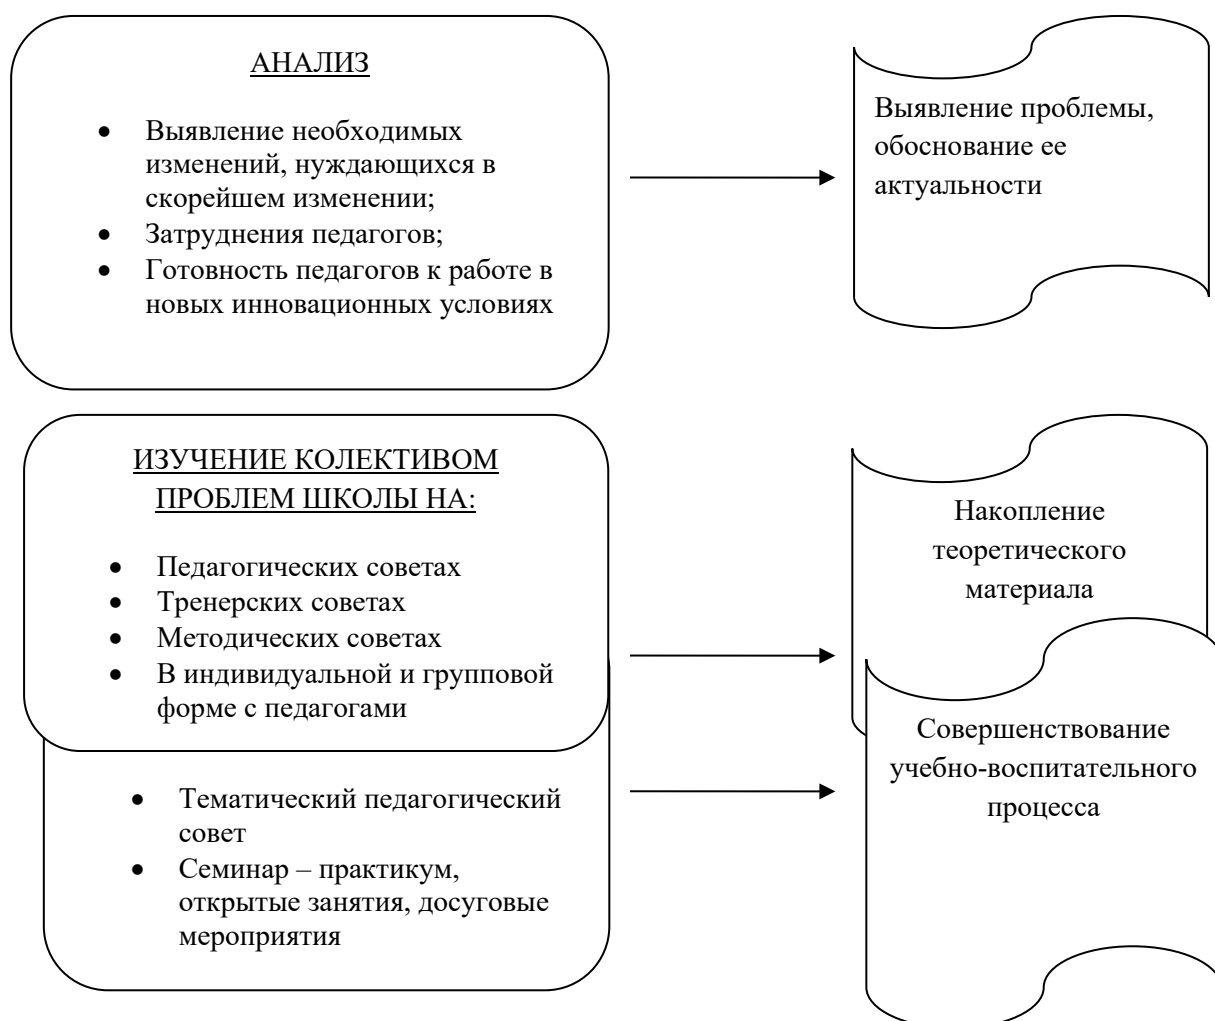 АНАЛИЗ
• Выявление необходимых
изменений, нуждающихся в
скорейшем изменении;
• Затруднения педагогов;
• Готовность педагогов к работе в
новых инновационных условиях
Выявление проблемы,
обоснование ее
актуальности
ИЗУЧЕНИЕ КОЛЕКТИВОМ
ПРОБЛЕМ ШКОЛЫ НА:
• Педагогических советах
• Тренерских советах
• Методических советах
• В индивидуальной и групповой
форме с педагогами
Накопление
теоретического
материала
• Тематический педагогический
совет
• Семинар – практикум,
открытые занятия, досуговые
мероприятия
Совершенствование
учебно-воспитательного
процесса